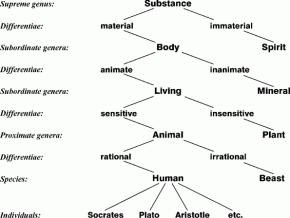 Supreme genus: Substance
Differentiae: material immaterial
Subordinate genera: Body Spirit
Differentiae: animate inanimate
Subordinate genera: Living Mineral
Differentiae: sensitive insensitive
Proximate genera: Animal Plant
Differentiae: rational irrational
Species: Human Beast
Individuals: Socrates Plato Aristotle etc.